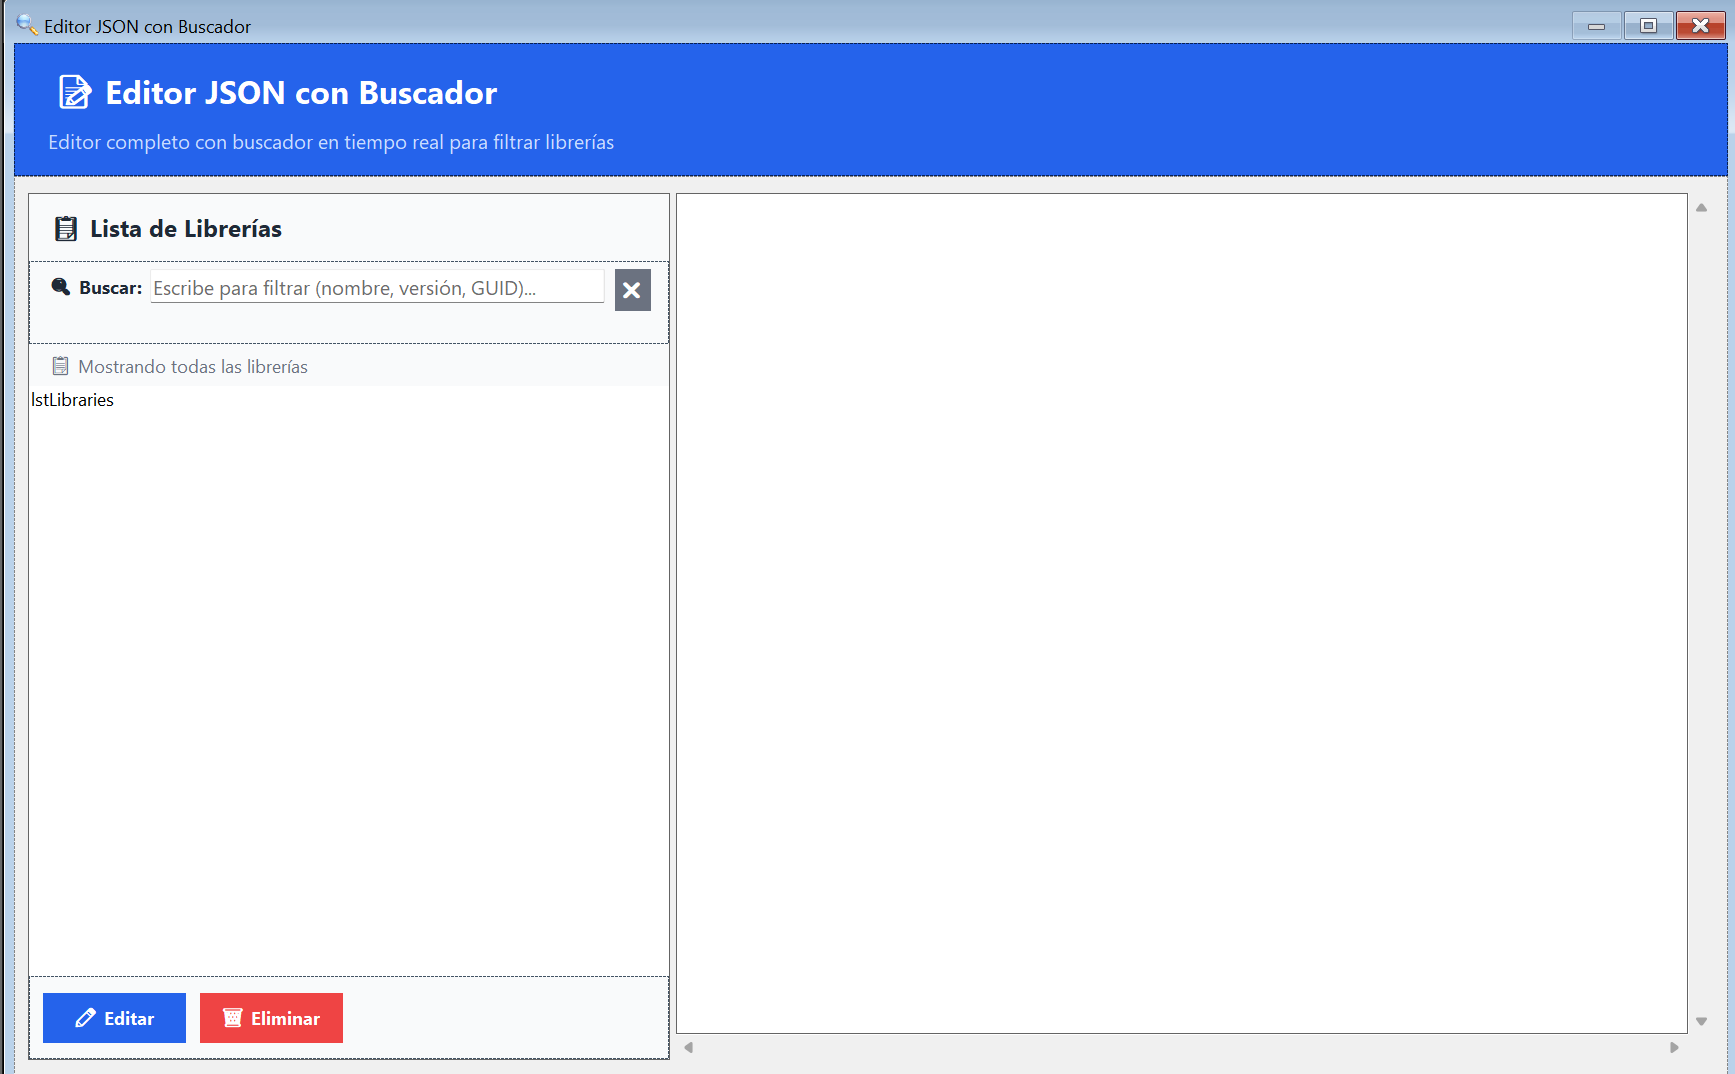 Editor JSON con Buscador
Editor JSON con Buscador
Editor completo con buscador en tiempo real para filtrar librerías
Lista de Librerías
Buscar: Escribe para filtrar (nombre, versión, GUID)...
Mostrando todas las librerías
lstLibraries
Editar
Eliminar